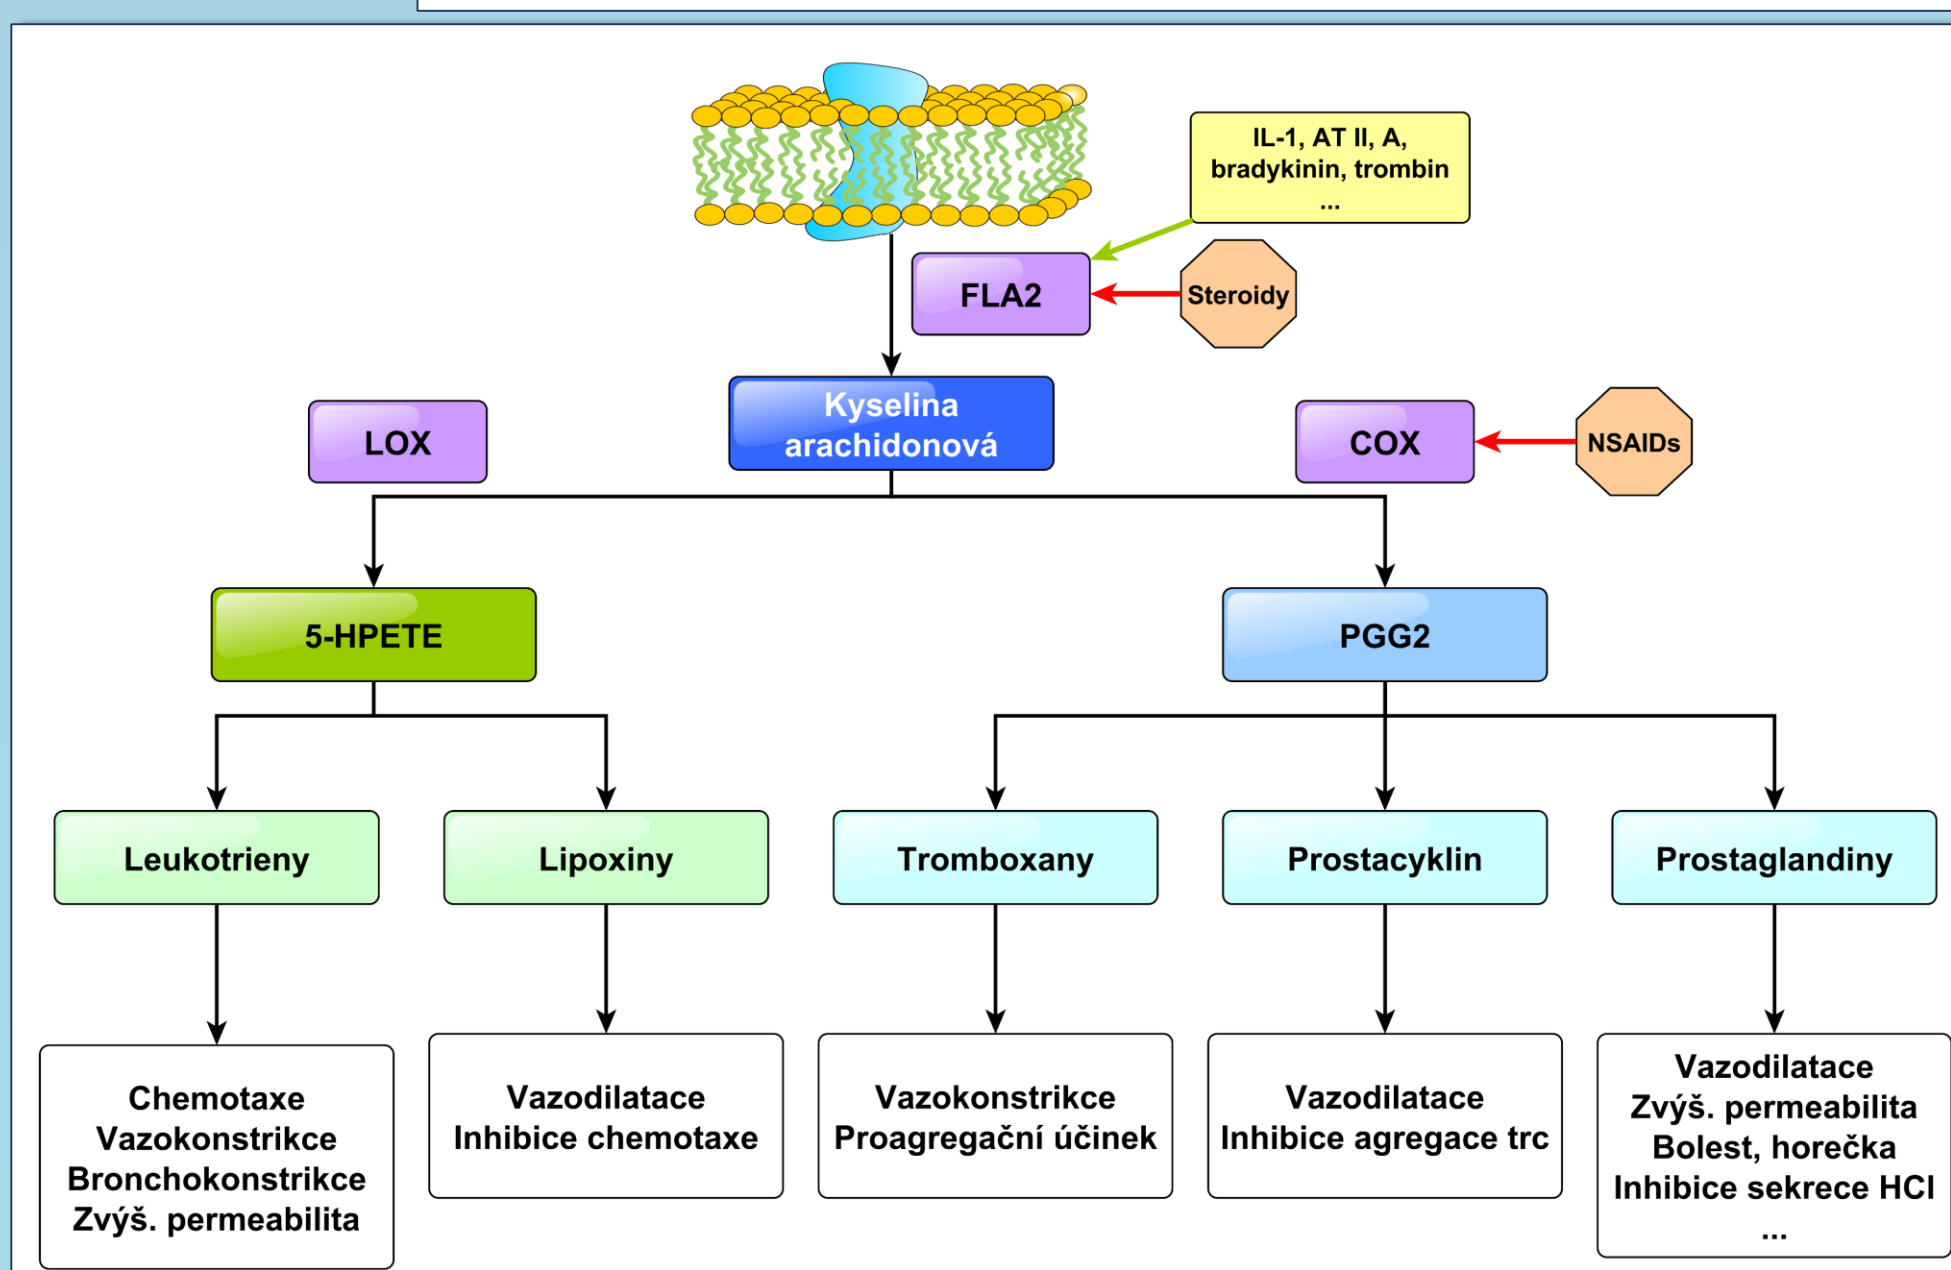 IL-1, AT II, A,
bradykinin, trombin
...
FLA2
Steroidy
Kyselina
arachidonová
LOX
COX
NSAIDs
5-HPETE
PGG2
Leukotrieny
Lipoxiny
Tromboxany
Prostacyklin
Prostaglandiny
Chemotaxe
Vazokonstrikce
Bronchokonstrikce
Zvýš. permeabilita
Vazodilatace
Inhibice chemotaxe
Vazokonstrikce
Proagregační účinek
Vazodilatace
Inhibice agregace trc
Vazodilatace
Zvýš. permeabilita
Bolest, horečka
Inhibice sekrece HCl
...